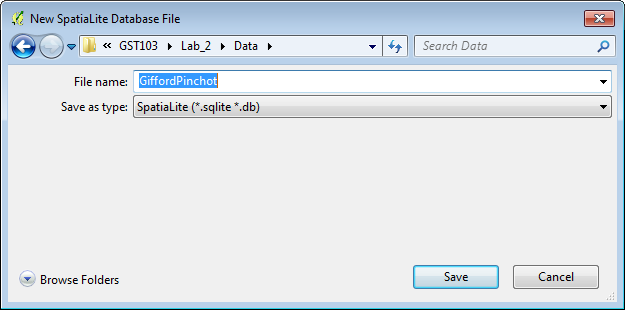 New SpatiaLite Database File
« GST103 Lab_2 Data Search Data
File name: GiffordPinchot
Save as type: SpatiaLite (*.sqlite *.db)
Browse Folders Save Cancel